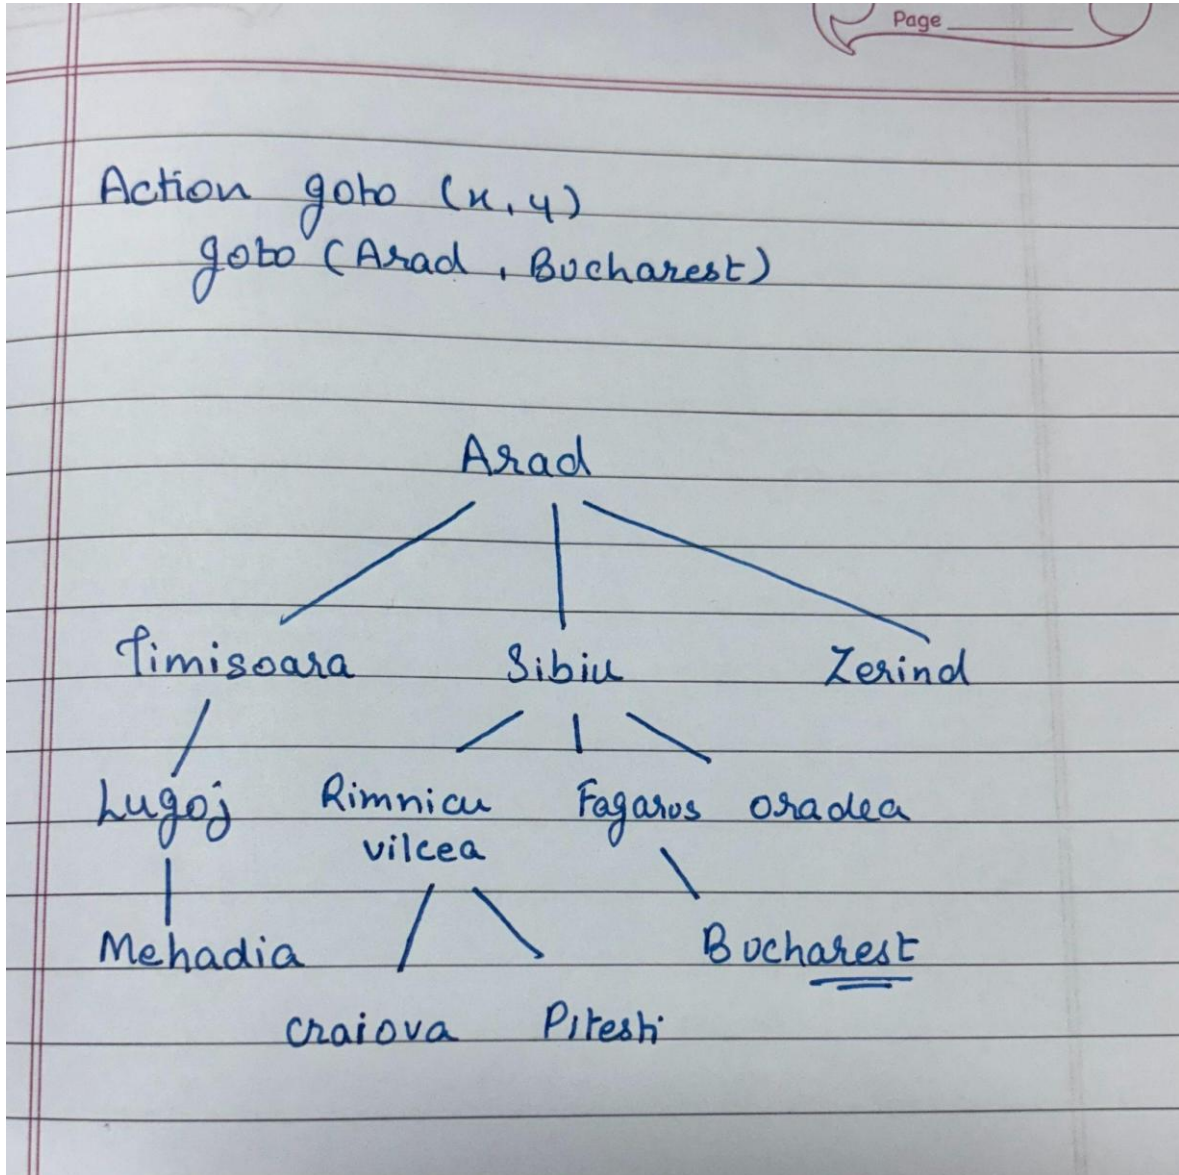 Page
Action goto (x, y)
goto (Arad, Bucharest)
Arad
Timisoara Sibiu Zerind
Lugoj Rimnicu Fagaros oradea
vilcea
Mehadia Bucharest
craiova Pitesti